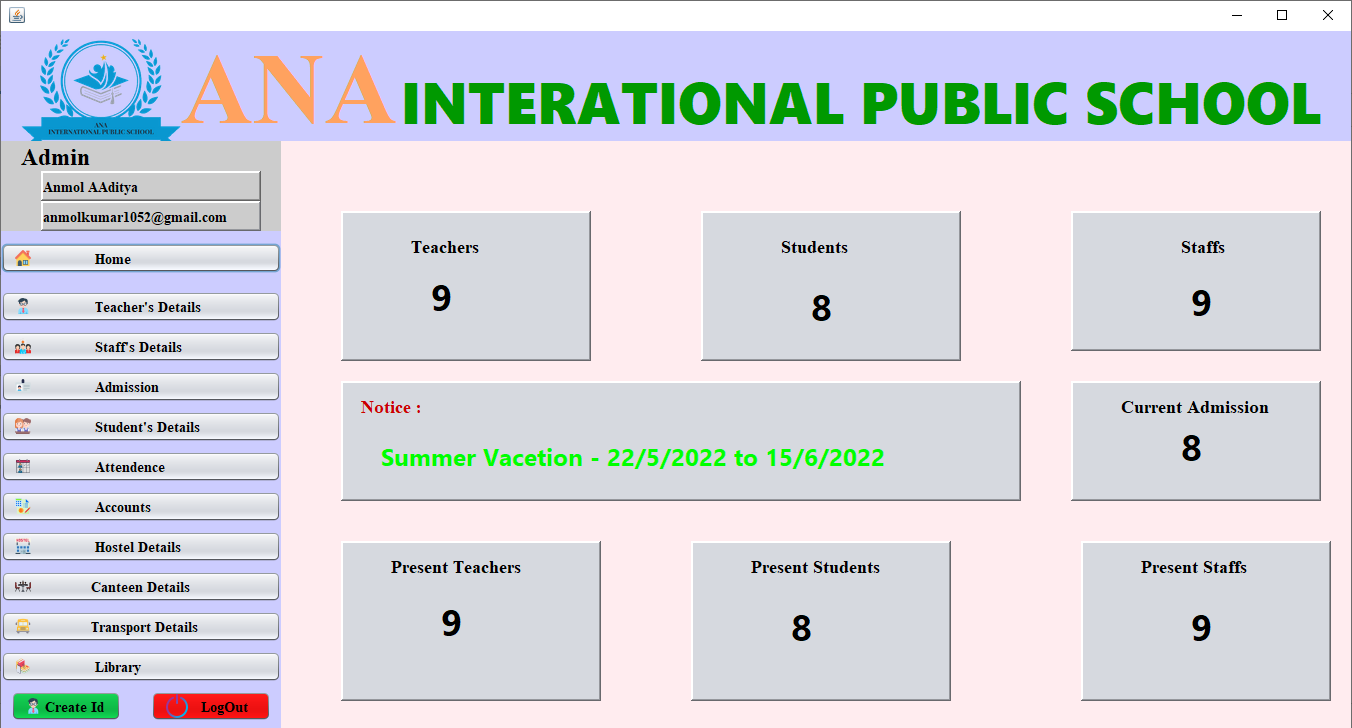 ANA INTERATIONAL PUBLIC SCHOOL
ANA
INTERNATIONAL PUBLIC SCHOOL
Admin
Anmol AAditya
anmolkumar1052@gmail.com
Home
Teacher's Details
Staff's Details
Admission
Student's Details
Attendence
Accounts
Hostel Details
Canteen Details
Transport Details
Library
Create Id
LogOut
Teachers
9
Students
8
Staffs
9
Notice :
Summer Vacetion - 22/5/2022 to 15/6/2022
Current Admission
8
Present Teachers
9
Present Students
8
Present Staffs
9